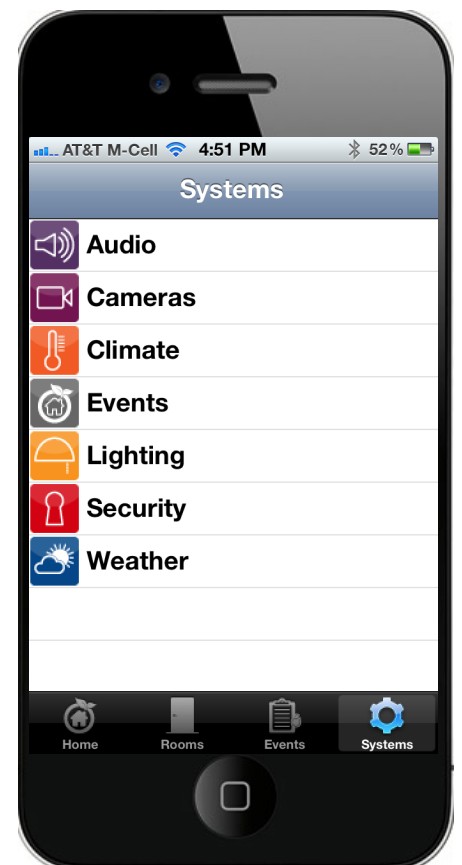 AT&T M-Cell 4:51 PM 52%
Systems
Audio
Cameras
Climate
Events
Lighting
Security
Weather
Home Rooms Events Systems